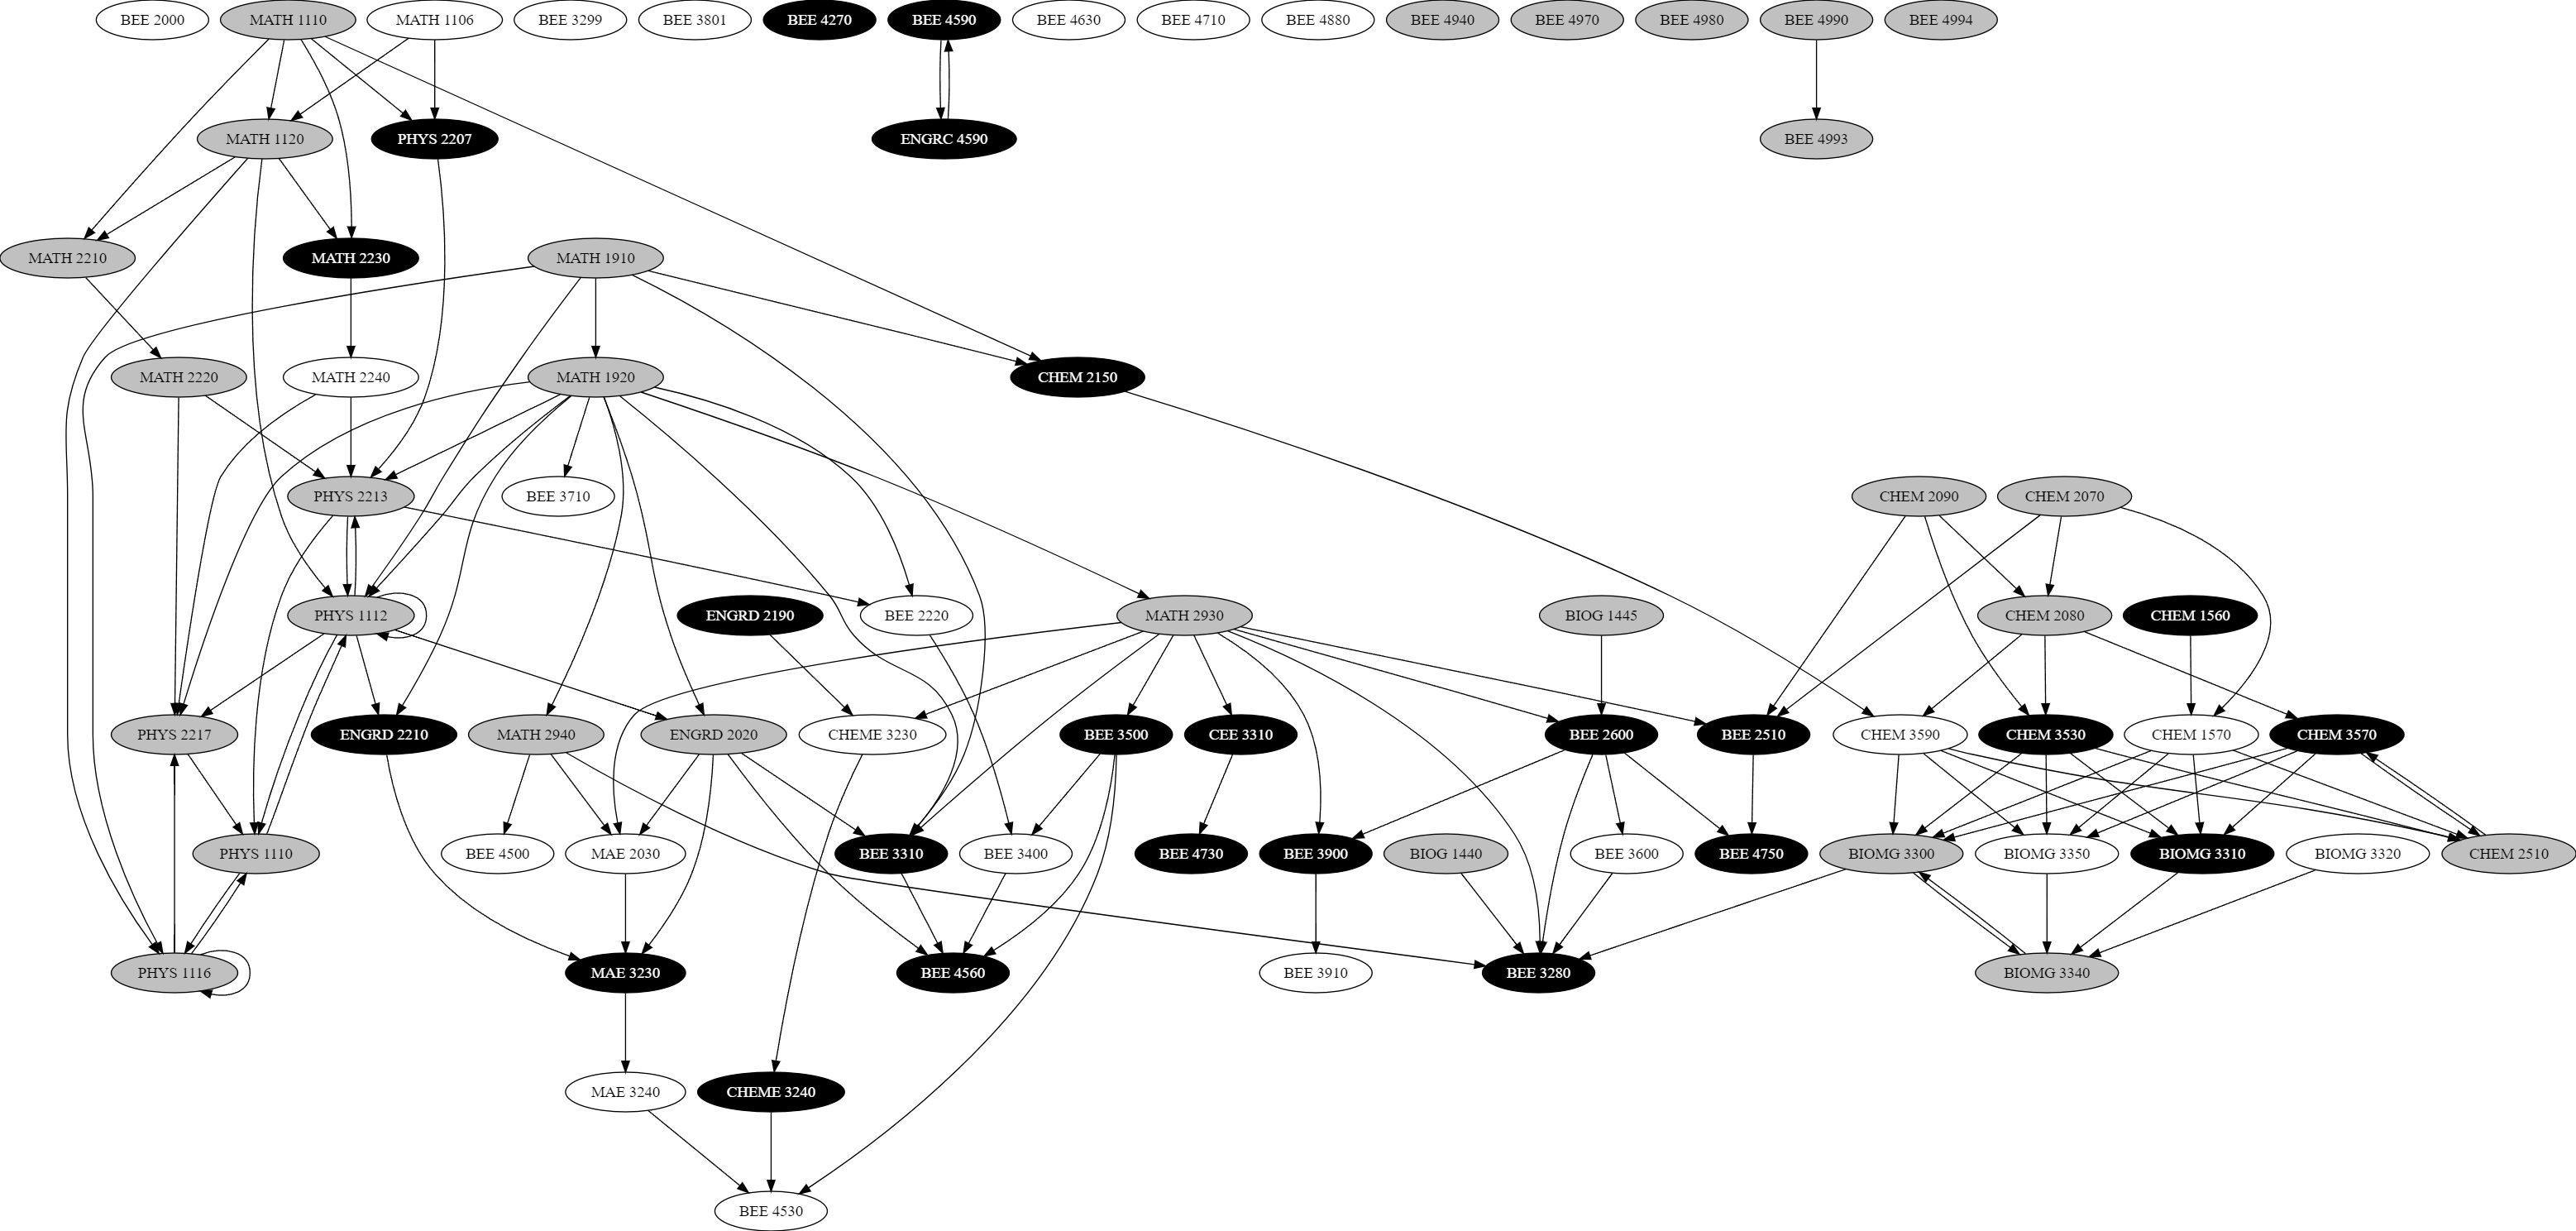 BEE 2000
MATH 1110
MATH 1106
BEE 3299
BEE 3801
BEE 4270
BEE 4590
BEE 4630
BEE 4710
BEE 4880
BEE 4940
BEE 4970
BEE 4980
BEE 4990
BEE 4994
MATH 1120
PHYS 2207
ENGRC 4590
BEE 4993
MATH 2210
MATH 2230
MATH 1910
MATH 2220
MATH 2240
MATH 1920
CHEM 2150
PHYS 2213
BEE 3710
CHEM 2090
CHEM 2070
PHYS 1112
ENGRD 2190
BEE 2220
MATH 2930
BIOG 1445
CHEM 2080
CHEM 1560
PHYS 2217
ENGRD 2210
MATH 2940
ENGRD 2020
CHEME 3230
BEE 3500
CEE 3310
BEE 2600
BEE 2510
CHEM 3590
CHEM 3530
CHEM 1570
CHEM 3570
PHYS 1110
BEE 4500
MAE 2030
BEE 3310
BEE 3400
BEE 4730
BEE 3900
BIOG 1440
BEE 3600
BEE 4750
BIOMG 3300
BIOMG 3350
BIOMG 3310
BIOMG 3320
CHEM 2510
PHYS 1116
MAE 3230
BEE 4560
BEE 3910
BEE 3280
BIOMG 3340
MAE 3240
CHEME 3240
BEE 4530